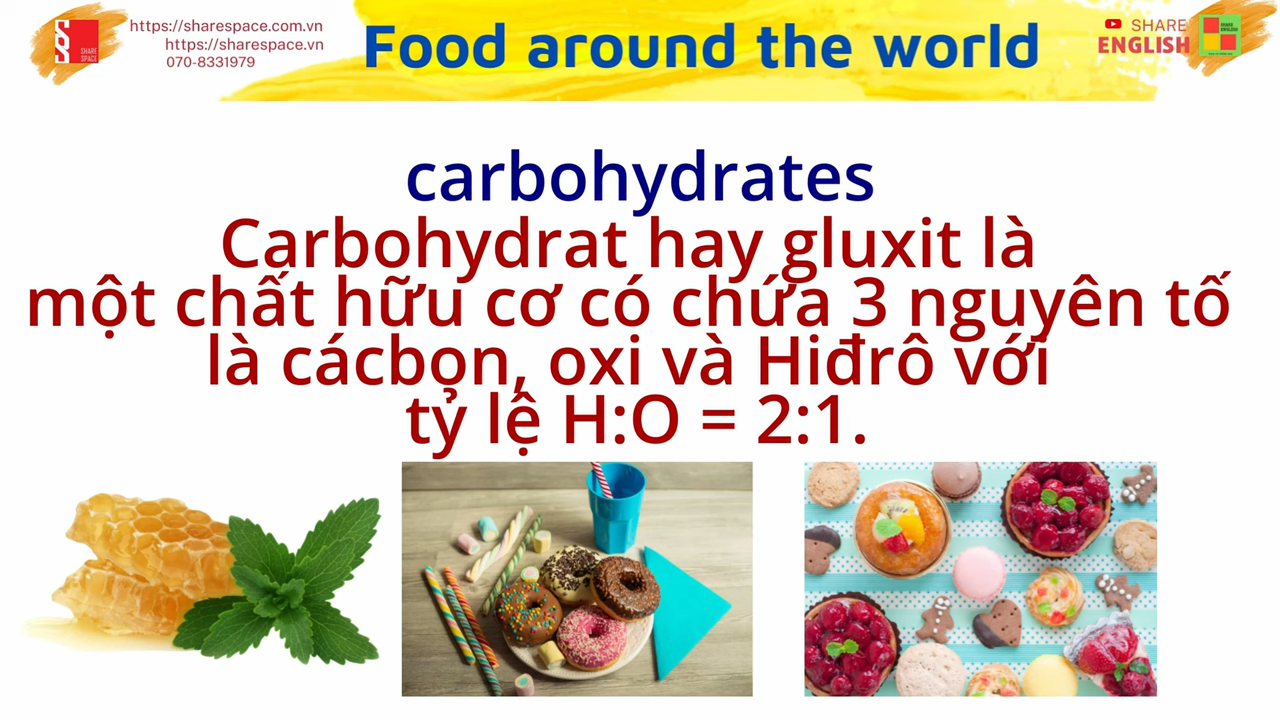 SHARE
SPACE
https://sharespace.com.vn
https://sharespace.vn
070-8331979
Food around the world
SHARE
ENGLISH
carbohydrates
Carbohydrat hay gluxit là
một chất hữu cơ có chứa 3 nguyên tố
là cácbon, oxi và Hiđrô với
tỷ lệ H:O = 2:1.